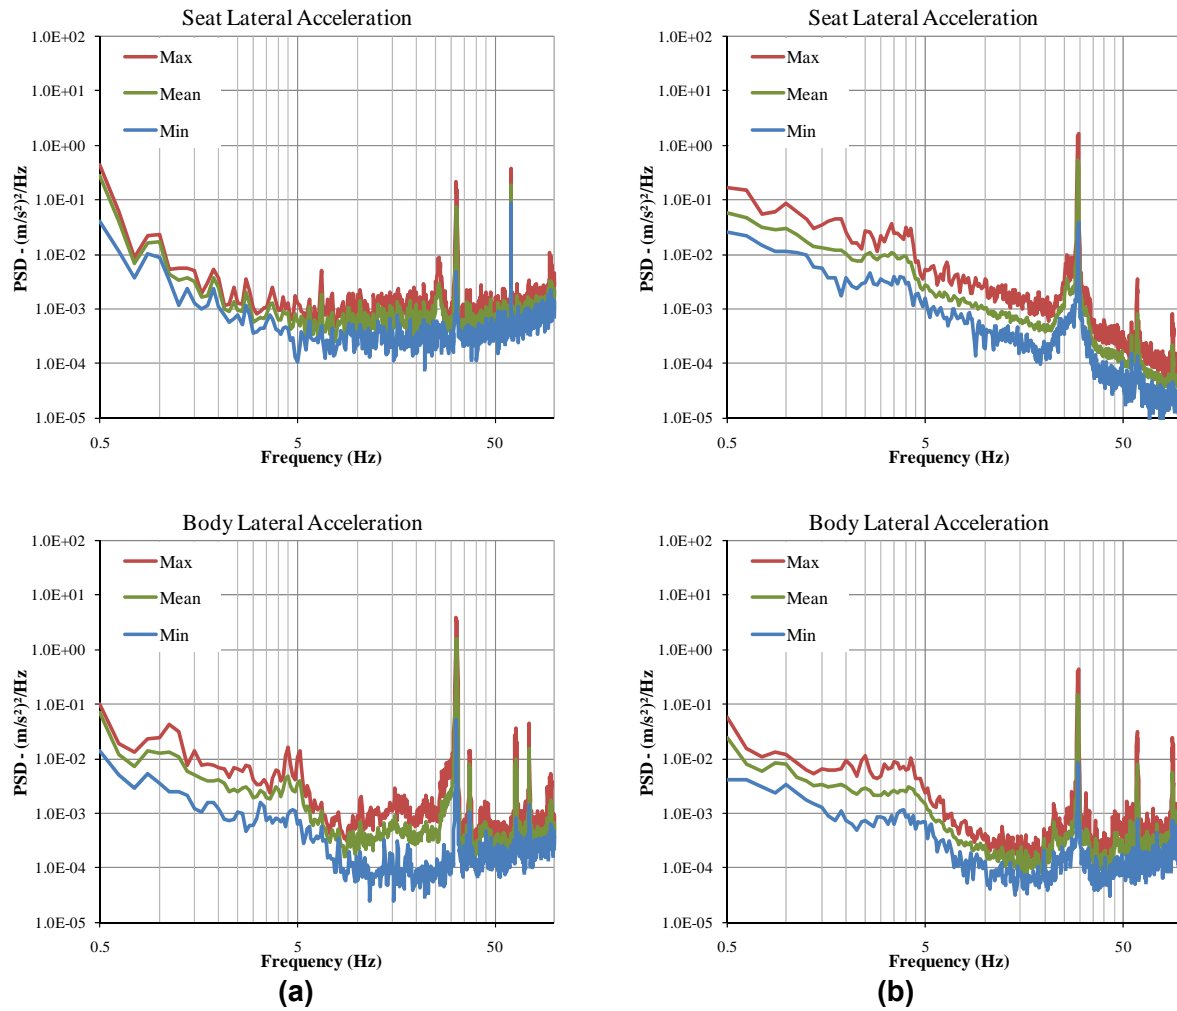 Seat Lateral Acceleration
1.0E+02
1.0E+01
1.0E+00
1.0E-01
1.0E-02
1.0E-03
1.0E-04
1.0E-05
PSD - (m/s²)²/Hz
Max
Mean
Min
0.5 5 50
Frequency (Hz)
Seat Lateral Acceleration
1.0E+02
1.0E+01
1.0E+00
1.0E-01
1.0E-02
1.0E-03
1.0E-04
1.0E-05
PSD - (m/s²)²/Hz
Max
Mean
Min
0.5 5 50
Frequency (Hz)
Body Lateral Acceleration
1.0E+02
1.0E+01
1.0E+00
1.0E-01
1.0E-02
1.0E-03
1.0E-04
1.0E-05
PSD - (m/s²)²/Hz
Max
Mean
Min
0.5 5 50
Frequency (Hz)
(a)
Body Lateral Acceleration
1.0E+02
1.0E+01
1.0E+00
1.0E-01
1.0E-02
1.0E-03
1.0E-04
1.0E-05
PSD - (m/s²)²/Hz
Max
Mean
Min
0.5 5 50
Frequency (Hz)
(b)